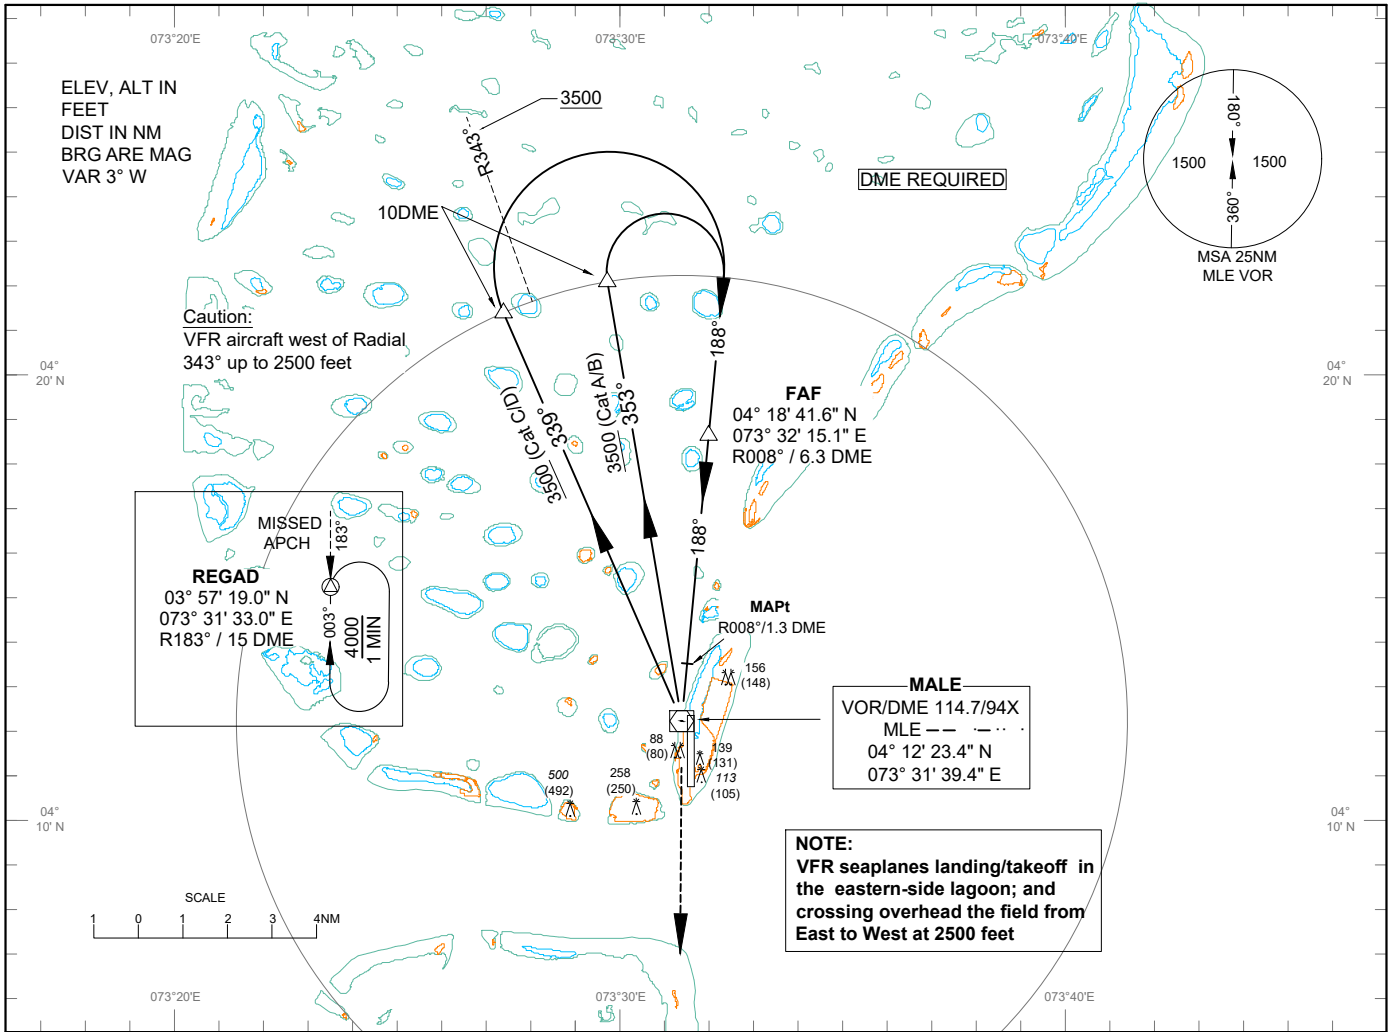 073°20'E
073°30'E
073°40'E
ELEV, ALT IN
FEET
DIST IN NM
BRG ARE MAG
VAR 3° W
3500
R343°
10DME
DME REQUIRED
180°
1500
1500
360°
MSA 25NM
MLE VOR
Caution:
VFR aircraft west of Radial
343° up to 2500 feet
04°
20' N
04°
20' N
188°
3500 (Cat C/D)
339°
3500 (Cat A/B)
353°
FAF
04° 18' 41.6" N
073° 32' 15.1" E
R008° / 6.3 DME
188°
MISSED
APCH
183°
REGAD
03° 57' 19.0" N
073° 31' 33.0" E
R183° / 15 DME
003°
4000
1 MIN
MAPt
R008°/1.3 DME
156
(148)
MALE
VOR/DME 114.7/94X
MLE
04° 12' 23.4" N
073° 31' 39.4" E
88
(80)
139
(131)
113
(105)
500
(492)
258
(250)
04°
10' N
04°
10' N
NOTE:
VFR seaplanes landing/takeoff in
the eastern-side lagoon; and
crossing overhead the field from
East to West at 2500 feet
SCALE
1 0 1 2 3 4NM
073°20'E
073°30'E
073°40'E